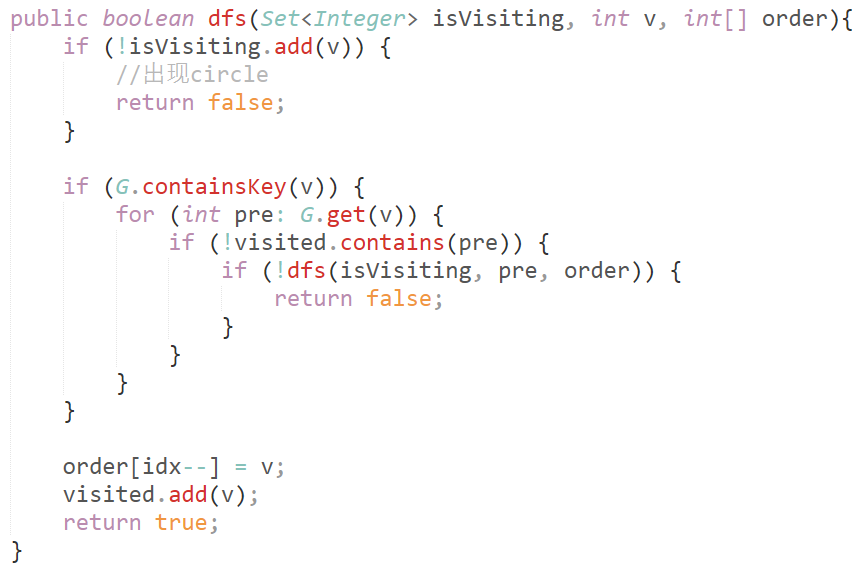 public boolean dfs(Set<Integer> isVisiting, int v, int[] order){
    if (!isVisiting.add(v)) {
        //出现circle
        return false;
    }

    if (G.containsKey(v)) {
        for (int pre: G.get(v)) {
            if (!visited.contains(pre)) {
                if (!dfs(isVisiting, pre, order)) {
                    return false;
                }
            }
        }
    }

    order[idx--] = v;
    visited.add(v);
    return true;
}